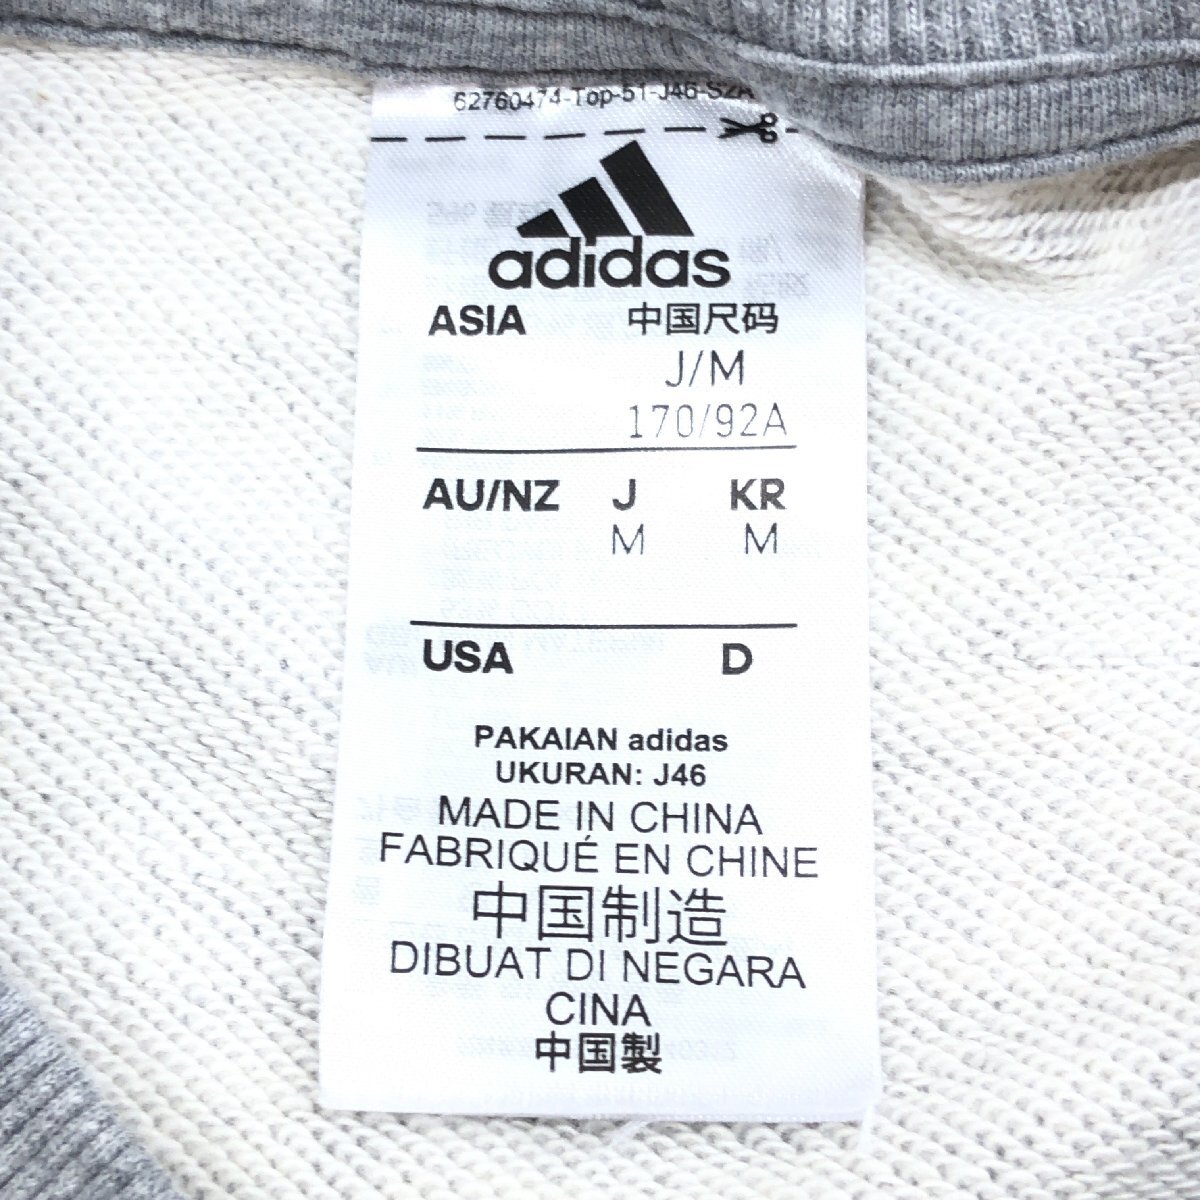 62760474-Top-51-J46-SZA
adidas
ASIA 中国尺码
J/M
170/92A
AU/NZ J KR
M M
USA D
PAKAIAN adidas
UKURAN: J46
MADE IN CHINA
FABRIQUÉ EN CHINE
中国制造
DIBUAT DI NEGARA
CINA
中国製